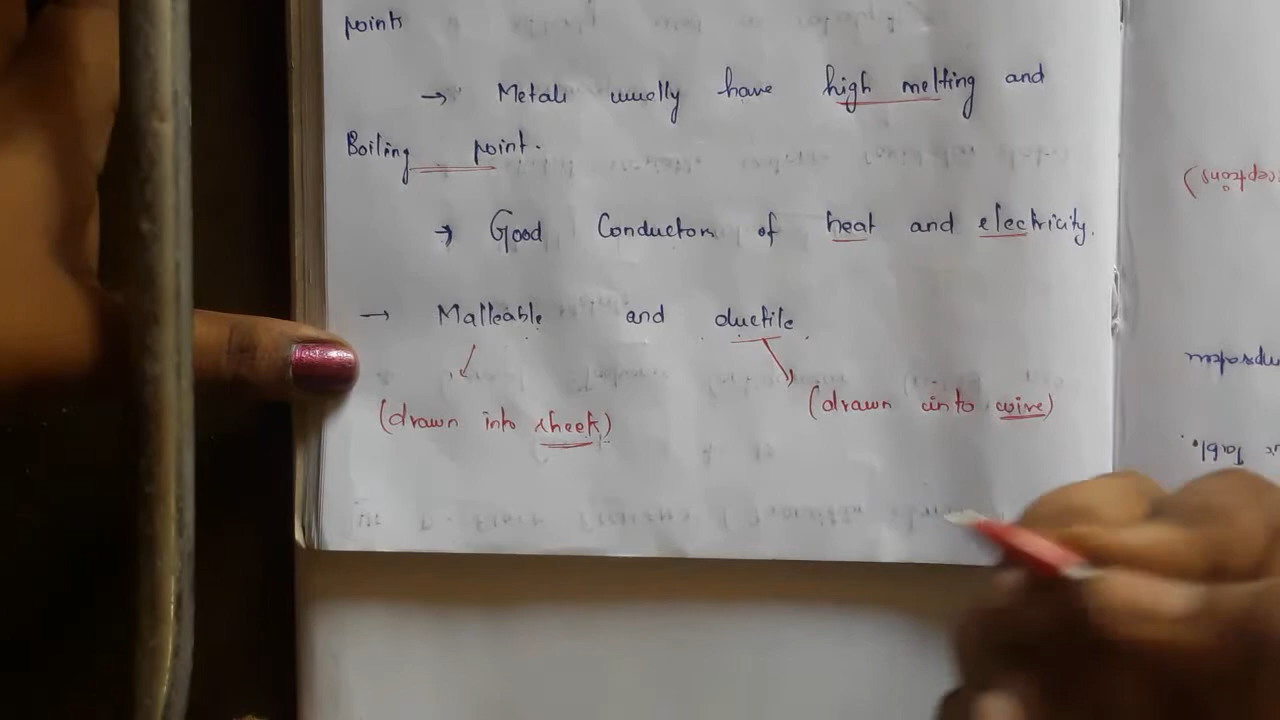 points
→ Metals usually have high melting and
Boiling point.
→ Good Conductors of heat and electricity.
→ Malleable and ductile.
(drawn into sheet)
(drawn into wire)